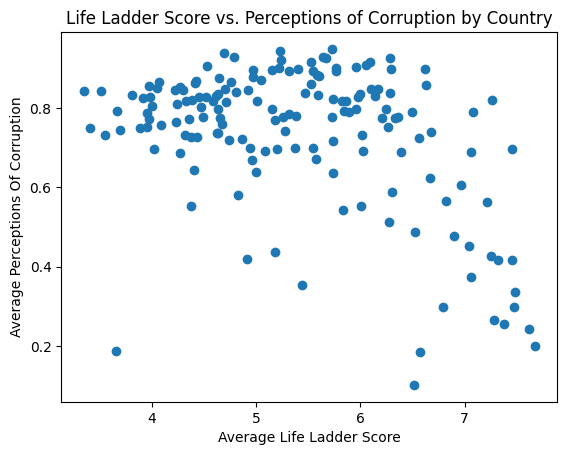 Life Ladder Score vs. Perceptions of Corruption by Country
Average Perceptions Of Corruption
0.8
0.6
0.4
0.2
4 5 6 7
Average Life Ladder Score